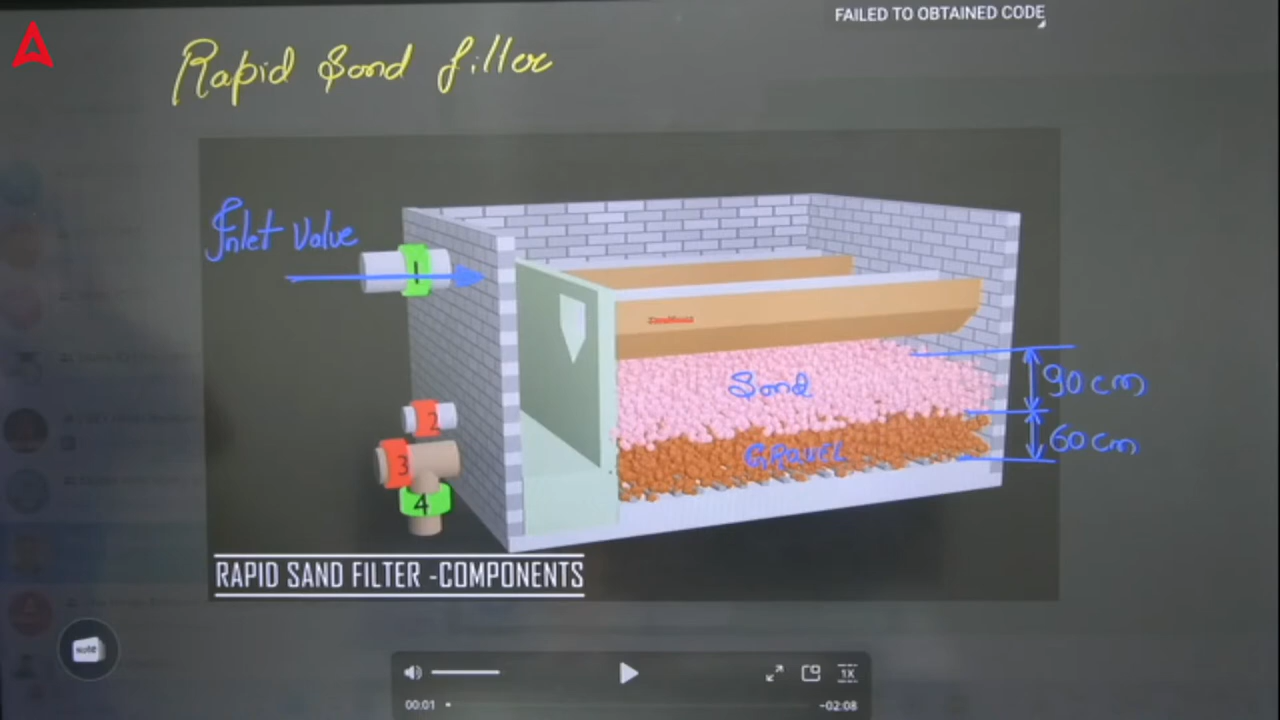 FAILED TO OBTAINED CODE
Rapid Sand filter
Inlet Valve
1
Sand
90 cm
2
Gravel
60 cm
3
4
RAPID SAND FILTER -COMPONENTS
Note
1X
00:01
-02:08